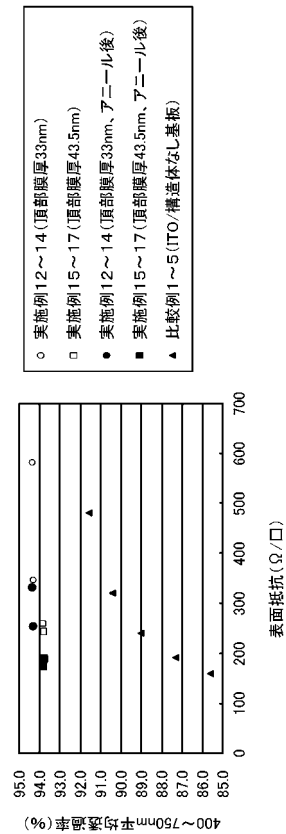 400～750nm平均透過率(%)
95.0
94.0
93.0
92.0
91.0
90.0
89.0
88.0
87.0
86.0
85.0
0
100
200
300
400
500
600
700
表面抵抗(Ω/□)
○ 実施例12～14(頂部膜厚33nm)
□ 実施例15～17(頂部膜厚43.5nm)
● 実施例12～14(頂部膜厚33nm、アニール後)
■ 実施例15～17(頂部膜厚43.5nm、アニール後)
▲ 比較例1～5(ITO/構造体なし基板)